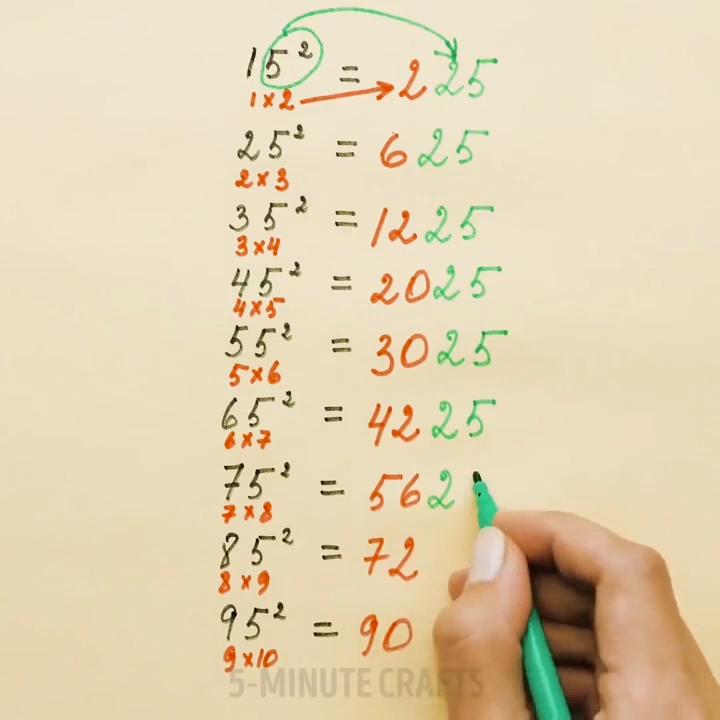 15² = 225
1×2
25² = 625
2×3
35² = 1225
3×4
45² = 2025
4×5
55² = 3025
5×6
65² = 4225
6×7
75² = 562
7×8
85² = 72
8×9
95² = 90
9×10
5-MINUTE CRAFTS